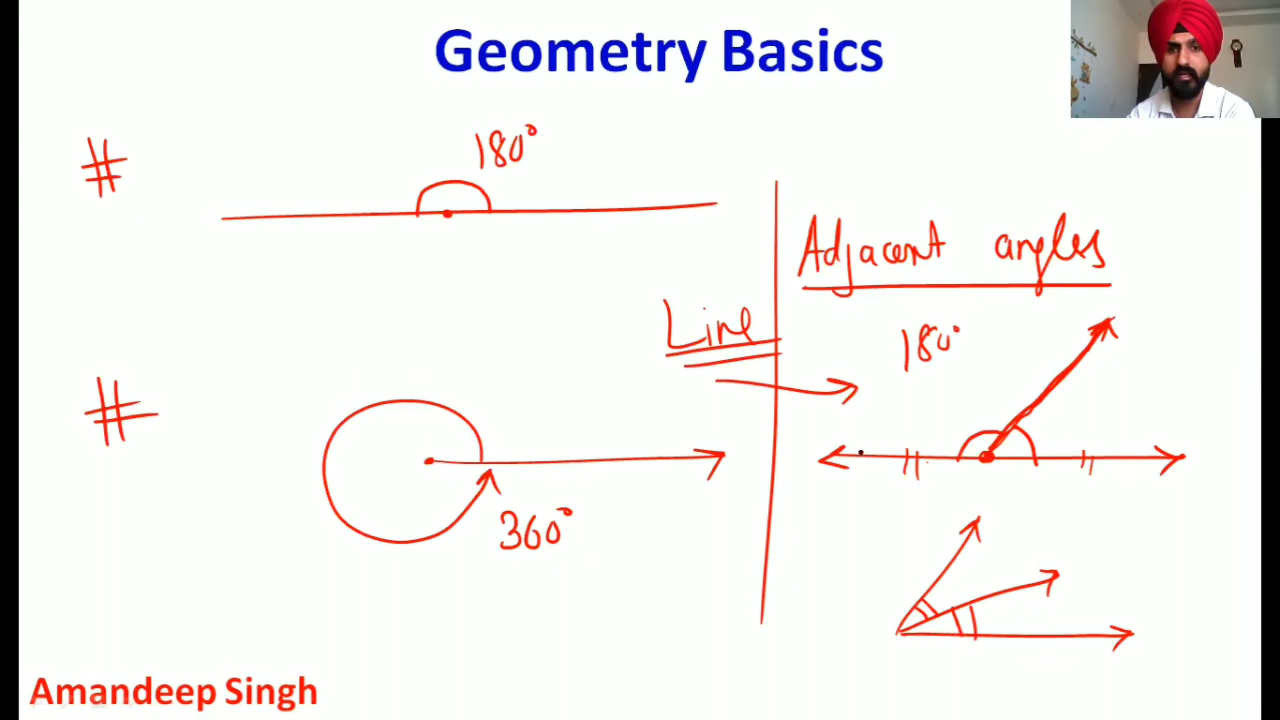 Geometry Basics
#
180°
Adjacent angles
Line
180°
#
360°
Amandeep Singh